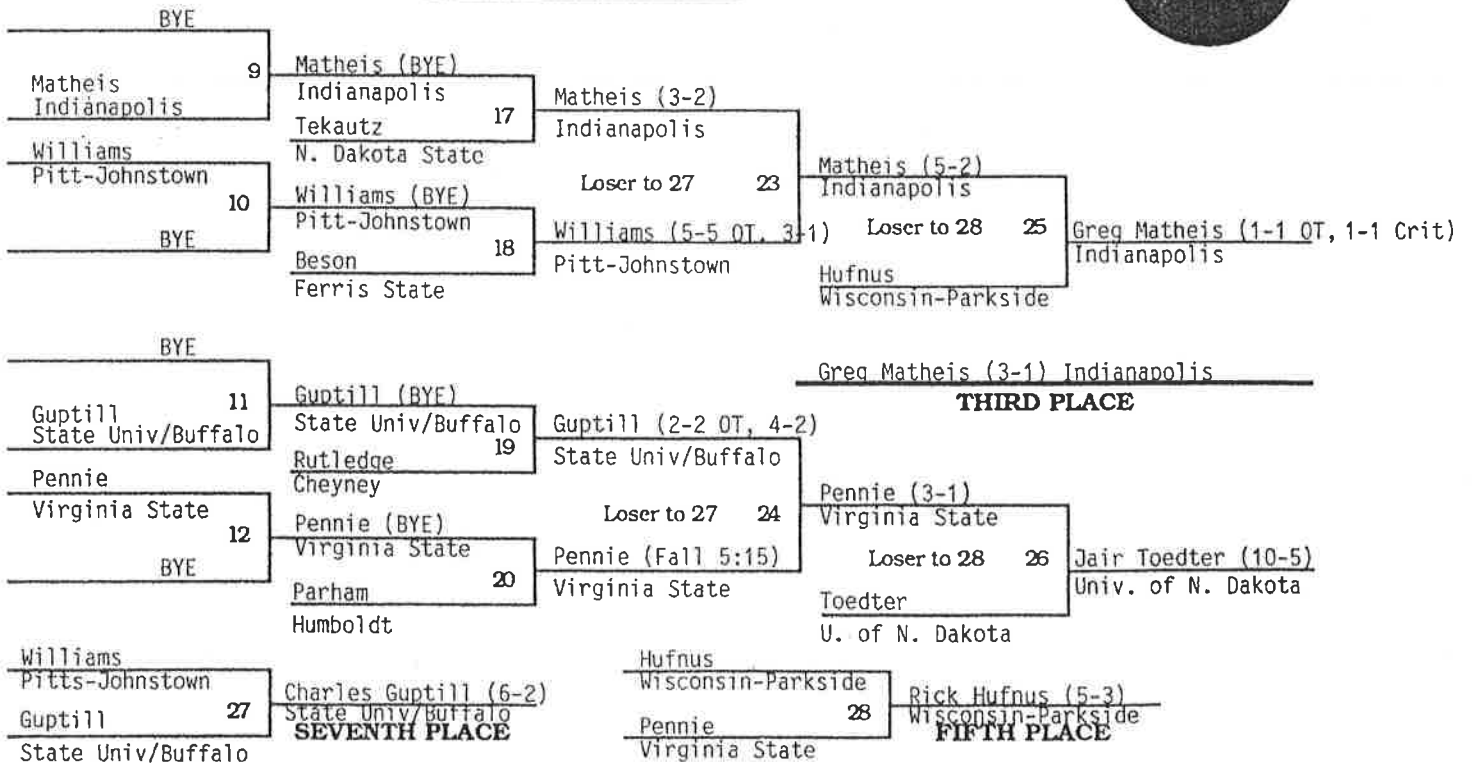 BYE
9
Matheis
Indianapolis
Matheis (BYE)
Indianapolis
17
Tekautz
N. Dakota State
Matheis (3-2)
Indianapolis
Williams
Pitt-Johnstown
10
BYE
Williams (BYE)
Pitt-Johnstown
18
Beson
Ferris State
Loser to 27 23
Williams (5-5 OT, 3-1)
Pitt-Johnstown
Matheis (5-2)
Indianapolis
Loser to 28 25
Hufnus
Wisconsin-Parkside
Greg Matheis (1-1 OT, 1-1 Crit)
Indianapolis
BYE
11
Guptill
State Univ/Buffalo
Guptill (BYE)
State Univ/Buffalo
19
Rutledge
Cheyney
Guptill (2-2 OT, 4-2)
State Univ/Buffalo
Greg Matheis (3-1) Indianapolis
THIRD PLACE
Pennie
Virginia State
12
BYE
Pennie (BYE)
Virginia State
20
Parham
Humboldt
Loser to 27 24
Pennie (Fall 5:15)
Virginia State
Pennie (3-1)
Virginia State
Loser to 28 26
Toedter
U. of N. Dakota
Jair Toedter (10-5)
Univ. of N. Dakota
Williams
Pitts-Johnstown
27
Guptill
State Univ/Buffalo
Charles Guptill (6-2)
State Univ/Buffalo
SEVENTH PLACE
Hufnus
Wisconsin-Parkside
28
Pennie
Virginia State
Rick Hufnus (5-3)
Wisconsin-Parkside
FIFTH PLACE